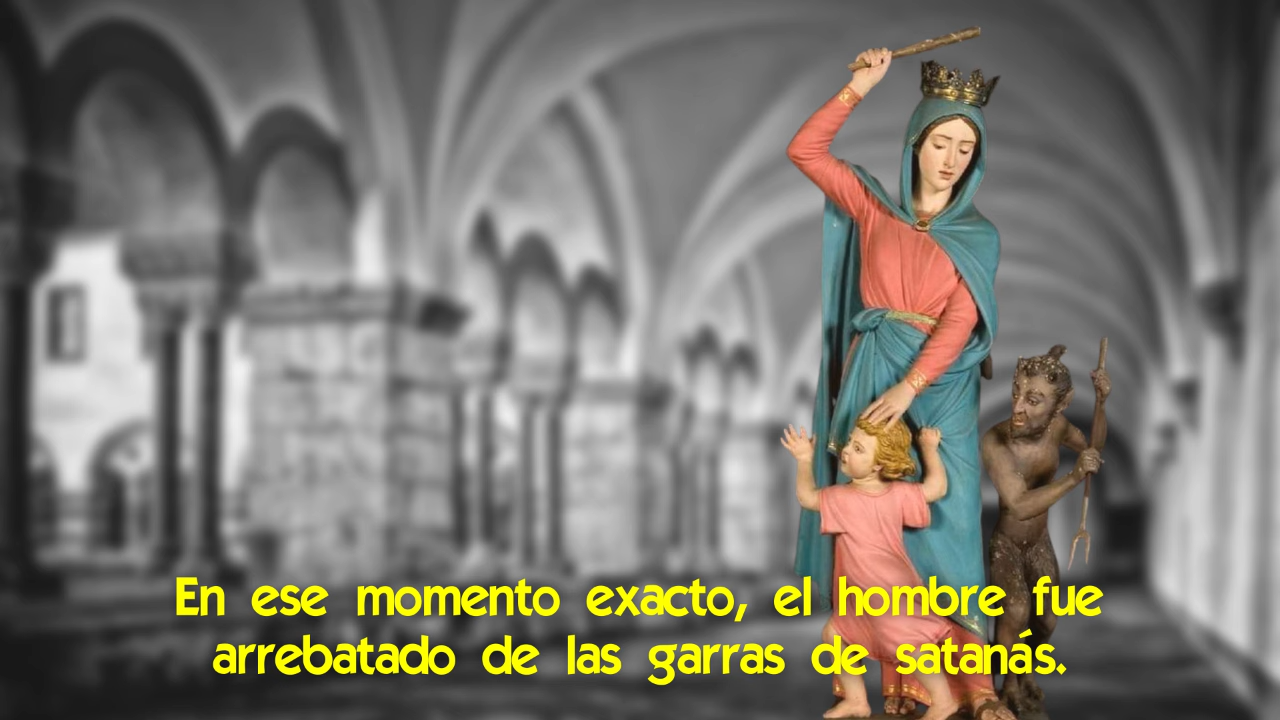 En ese momento exacto, el hombre fue
arrebatado de las garras de satanás.